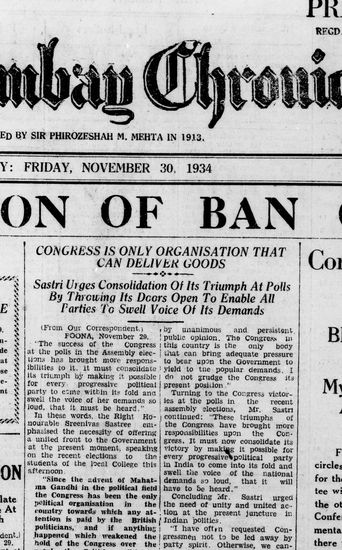 PR
REGD
mbay Chronic
ED BY SIR PHIROZESHAH M. MEHTA IN 1913.
Y: FRIDAY, NOVEMBER 30, 1934
ON OF BAN
CONGRESS IS ONLY ORGANISATION THAT
CAN DELIVER GOODS
Sastri Urges Consolidation Of Its Triumph At Polls
By Throwing Its Doors Open To Enable All
Parties To Swell Voice Of Its Demands
(From Our Correspondent.)
POONA, November 29.
"The success of the Congress
at the polls in the Assembly elec-
tions has brought more respons-
ibilities to it. It must consolidate
its triumph by making it possible
for every progressive political
party to come within its fold and
swell the voice of her demands so
loud, that it must be heard."
In these words, the Right Ho-
nourable Sreenivas Sastree em-
phasised the necessity of offering
a united front to the Government
at the present moment, speaking
on the recent elections to the
students of the local College this
afternoon.
"Since the advent of Mahat-
ma Gandhi in the political field
the Congress has been the only
political organisation in the
country towards which any at-
tention is paid by the British
politicians, and if anything
happened which weakened the
hold of the Congress over the
by unanimous and persistent
public opinion. The Congress in
this country is the only body
that can bring adequate pressure
to bear upon the Government to
yield to the popular demands. I
do not grudge the Congress its
present position."
Turning to the Congress victor-
ies at the polls in the recent
assembly elections, Mr. Sastri
continued: "These triumphs of
the Congress have brought more
responsibilities upon the Con-
gress. It must now consolidate its
victory by making it possible for
every progressive political party
in India to come into its fold and
swell the voice of the national
demands so loud, that it will
have to be heard."
Concluding Mr. Sastri urged
the need of unity and united ac-
tion at the present juncture in
Indian politics.
"I have often requested Con-
gressmen not to be led away by
party spirit. Otherwise, we can
Con
B
My
F
circles
for the
tee wi
the ot
Confe
menta
there
E
ON
late
At
dent.)
29.